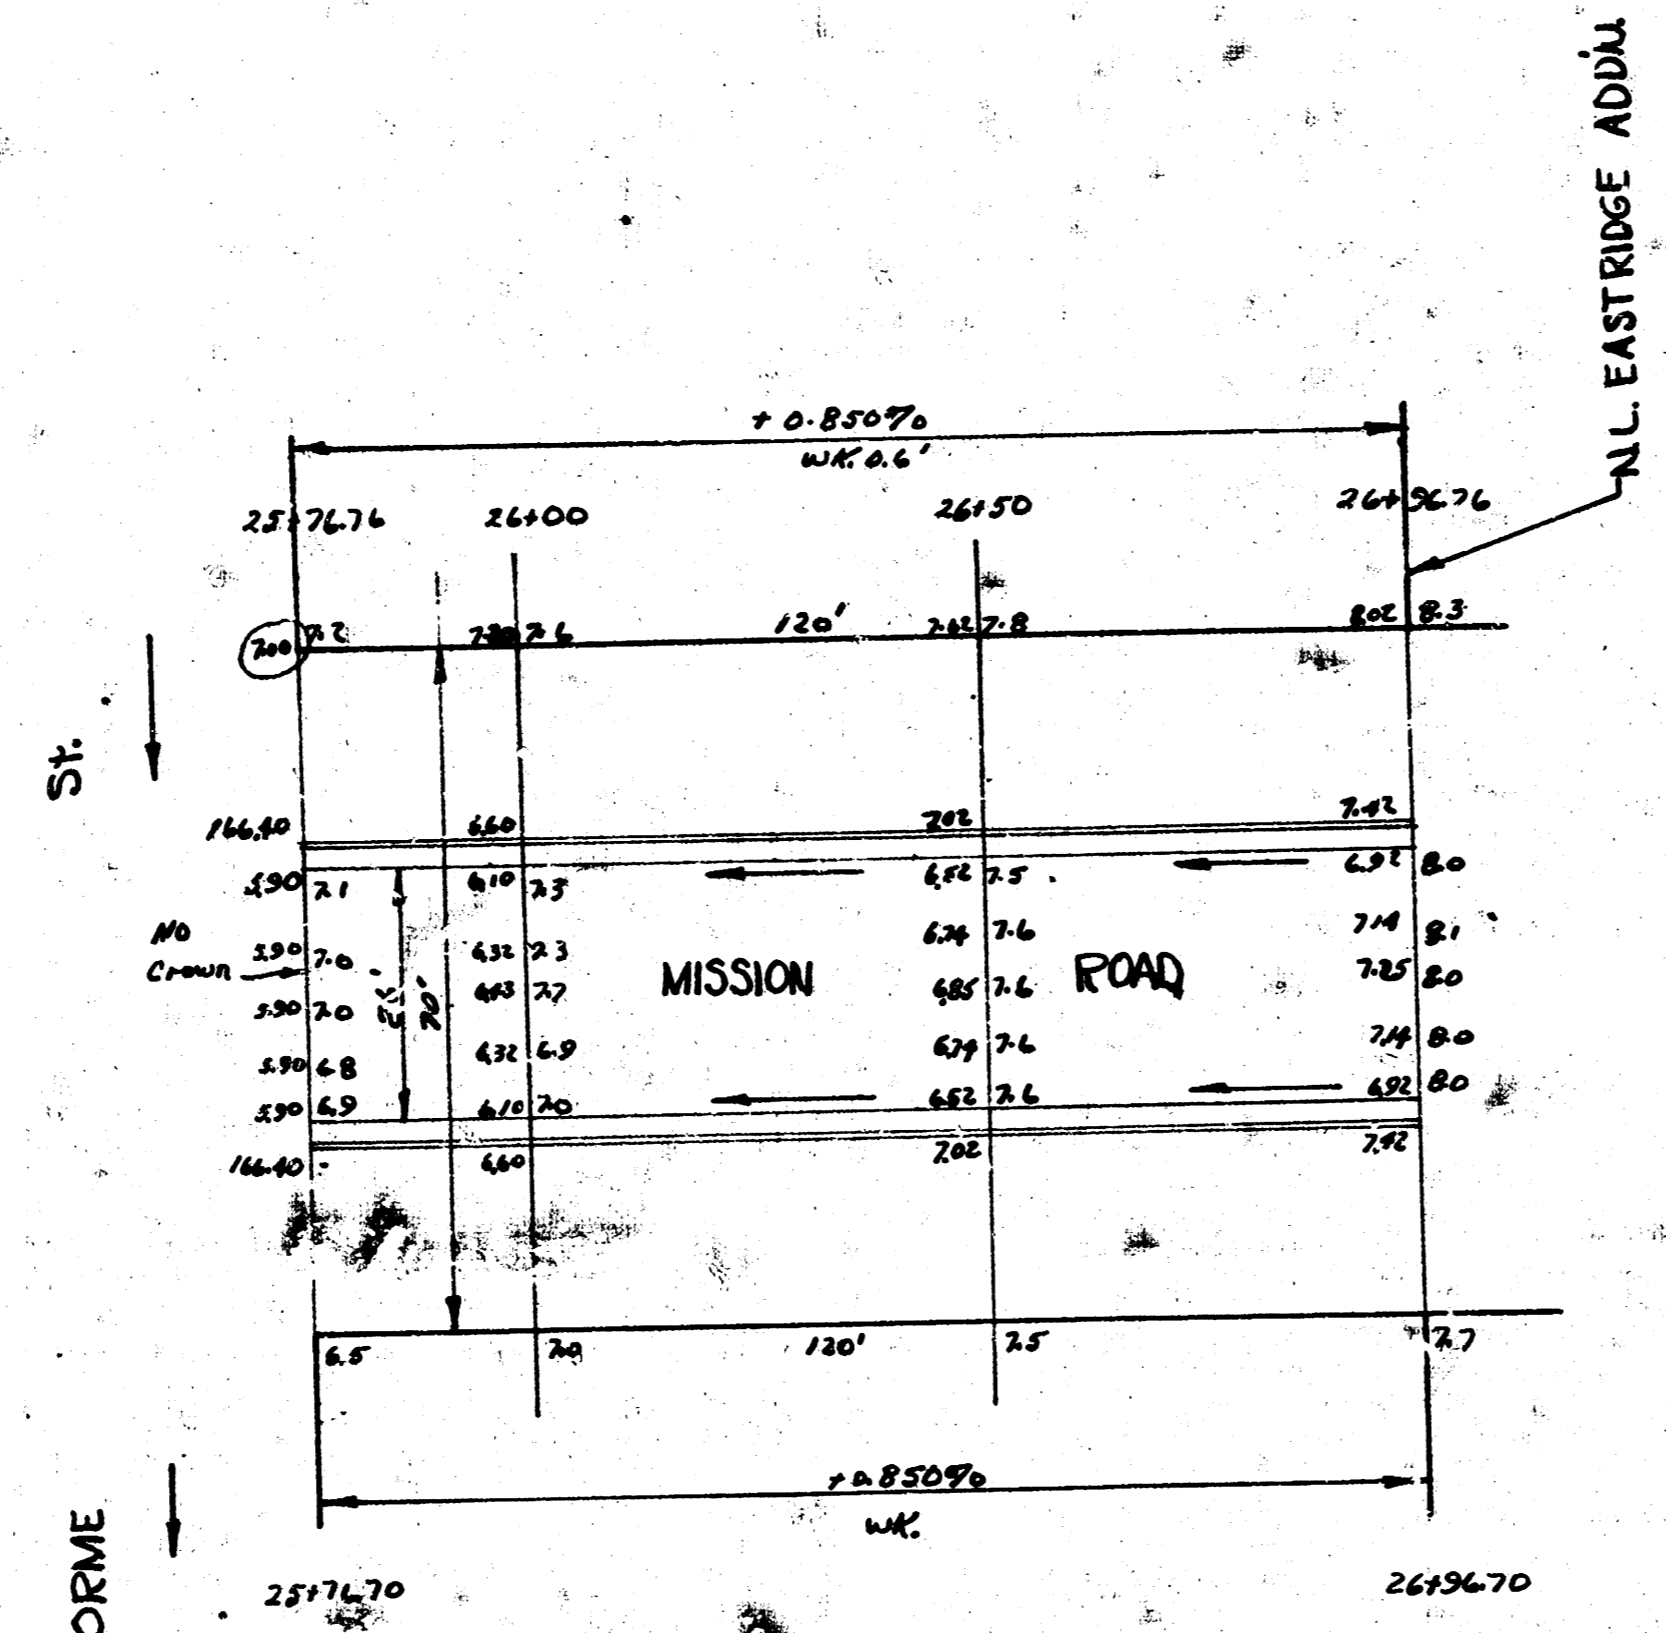 N.L. EASTRIDGE ADD'N.
+ 0.850%
WK. 0.6'
25+76.76 26+00 26+50 26+96.76
7.00 7.2 7.6 120' 7.62 7.8 8.02 8.3
St.
166.40 6.60 7.02 7.42
5.90 7.1 6.10 7.3 6.52 7.5 6.92 8.0
NO
Crown
5.90 7.0 6.32 7.3 6.74 7.6 7.14 8.1
MISSION ROAD
5.90 7.0 6.43 7.7 6.85 7.6 7.25 8.0
70'
5.90 6.8 6.32 6.9 6.74 7.6 7.14 8.0
5.90 6.9 6.10 7.0 6.52 7.6 6.92 8.0
166.40 6.60 7.02 7.42
6.5 7.0 120' 7.5 7.7
+0.850%
WK.
ORME
25+76.70 26+96.70